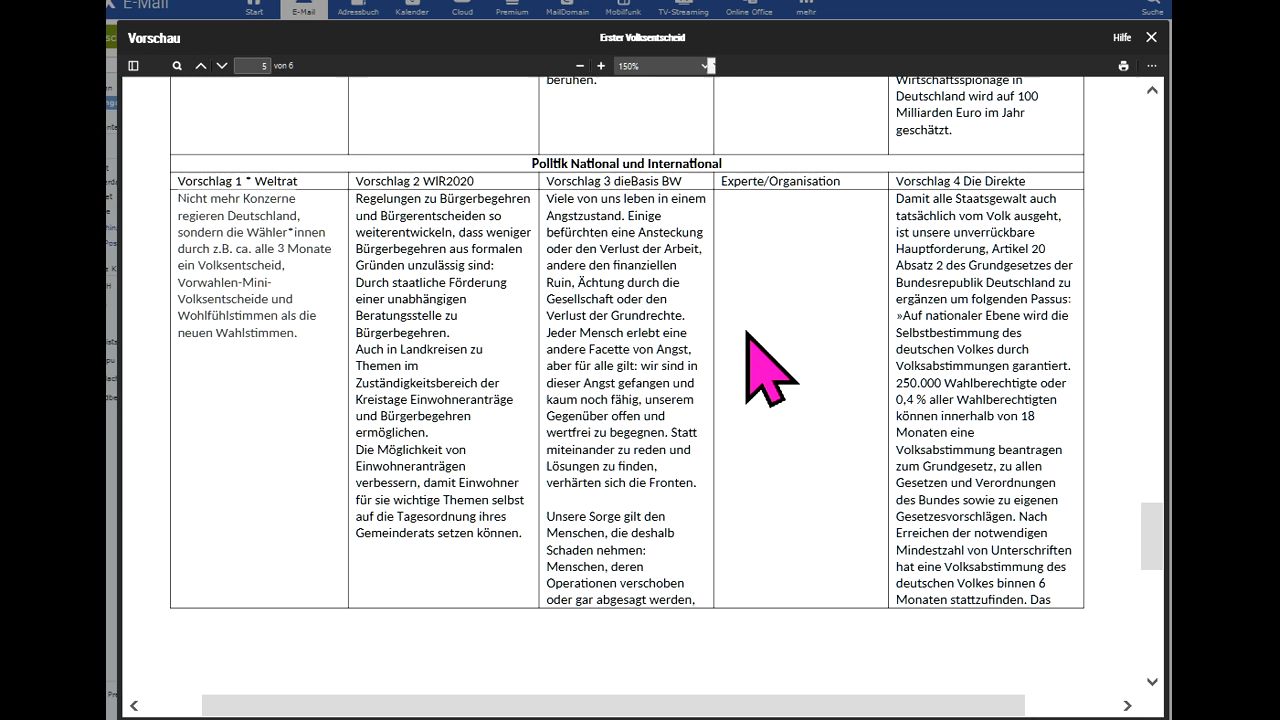 E-Mail
Start E-Mail Adressbuch Kalender Cloud Premium MailDomain Mobilfunk TV-Streaming Online Office mehr Suche
Vorschau Erster Volksentscheid Hilfe
5 von 6 150%
beruhen.
Wirtschaftsspionage in
Deutschland wird auf 100
Milliarden Euro im Jahr
geschätzt.
Politik National und International
Vorschlag 1 * Weltrat
Nicht mehr Konzerne
regieren Deutschland,
sondern die Wähler*innen
durch z.B. ca. alle 3 Monate
ein Volksentscheid,
Vorwahlen-Mini-
Volksentscheide und
Wohlfühlstimmen als die
neuen Wahlstimmen.
Vorschlag 2 WIR2020
Regelungen zu Bürgerbegehren
und Bürgerentscheiden so
weiterentwickeln, dass weniger
Bürgerbegehren aus formalen
Gründen unzulässig sind:
Durch staatliche Förderung
einer unabhängigen
Beratungsstelle zu
Bürgerbegehren.
Auch in Landkreisen zu
Themen im
Zuständigkeitsbereich der
Kreistage Einwohneranträge
und Bürgerbegehren
ermöglichen.
Die Möglichkeit von
Einwohneranträgen
verbessern, damit Einwohner
für sie wichtige Themen selbst
auf die Tagesordnung ihres
Gemeinderats setzen können.
Vorschlag 3 dieBasis BW
Viele von uns leben in einem
Angstzustand. Einige
befürchten eine Ansteckung
oder den Verlust der Arbeit,
andere den finanziellen
Ruin, Ächtung durch die
Gesellschaft oder den
Verlust der Grundrechte.
Jeder Mensch erlebt eine
andere Facette von Angst,
aber für alle gilt: wir sind in
dieser Angst gefangen und
kaum noch fähig, unserem
Gegenüber offen und
wertfrei zu begegnen. Statt
miteinander zu reden und
Lösungen zu finden,
verhärten sich die Fronten.
Unsere Sorge gilt den
Menschen, die deshalb
Schaden nehmen:
Menschen, deren
Operationen verschoben
oder gar abgesagt werden,
Experte/Organisation
Vorschlag 4 Die Direkte
Damit alle Staatsgewalt auch
tatsächlich vom Volk ausgeht,
ist unsere unverrückbare
Hauptforderung, Artikel 20
Absatz 2 des Grundgesetzes der
Bundesrepublik Deutschland zu
ergänzen um folgenden Passus:
»Auf nationaler Ebene wird die
Selbstbestimmung des
deutschen Volkes durch
Volksabstimmungen garantiert.
250.000 Wahlberechtigte oder
0,4 % aller Wahlberechtigten
können innerhalb von 18
Monaten eine
Volksabstimmung beantragen
zum Grundgesetz, zu allen
Gesetzen und Verordnungen
des Bundes sowie zu eigenen
Gesetzesvorschlägen. Nach
Erreichen der notwendigen
Mindestzahl von Unterschriften
hat eine Volksabstimmung des
deutschen Volkes binnen 6
Monaten stattzufinden. Das